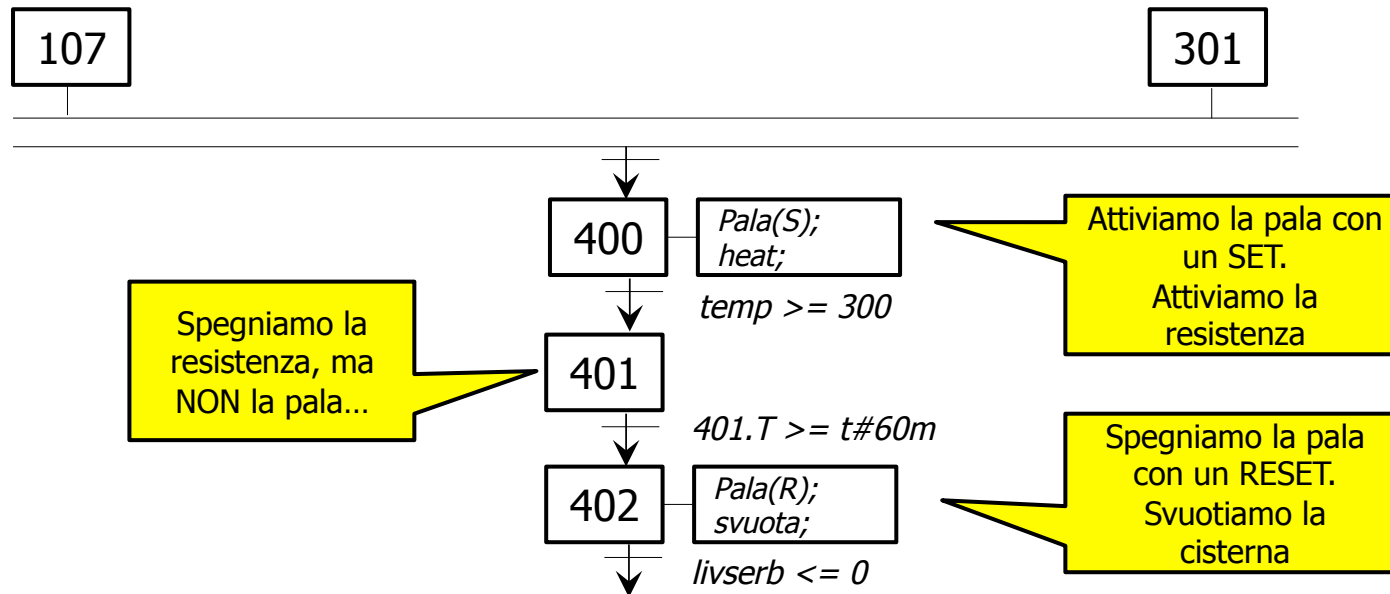 107
301
400
Pala(S);
heat;
Attiviamo la pala con
un SET.
Attiviamo la
resistenza
temp >= 300
Spegniamo la
resistenza, ma
NON la pala…
401
401.T >= t#60m
402
Pala(R);
svuota;
Spegniamo la pala
con un RESET.
Svuotiamo la
cisterna
livserb <= 0